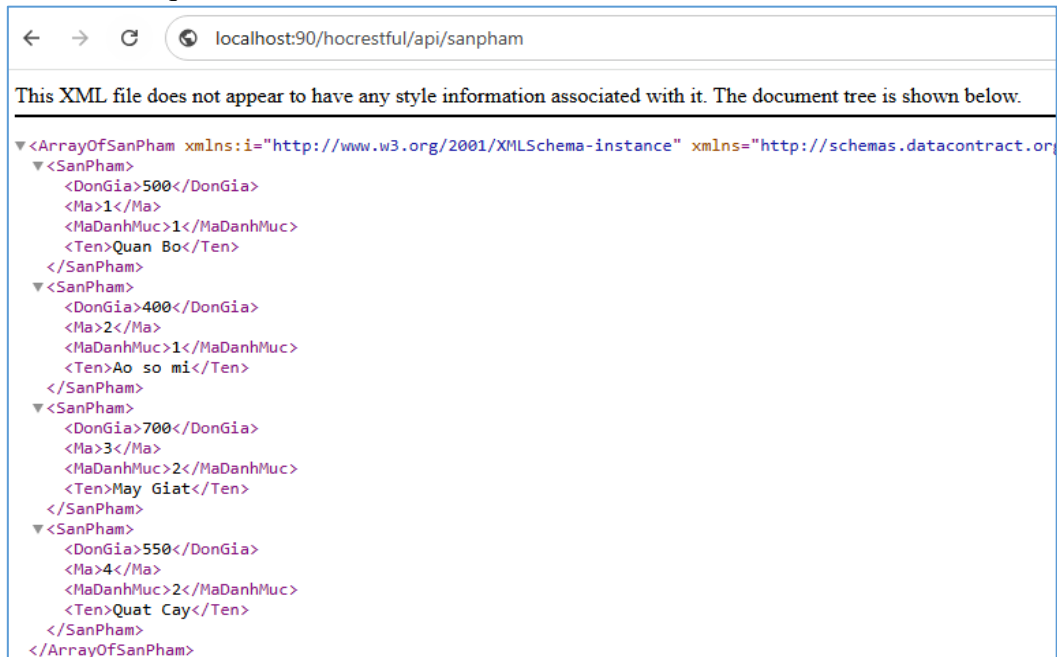 localhost:90/hocrestful/api/sanpham
This XML file does not appear to have any style information associated with it. The document tree is shown below.
▼<ArrayOfSanPham xmlns:i="http://www.w3.org/2001/XMLSchema-instance" xmlns="http://schemas.datacontract.org
▼<SanPham>
<DonGia>500</DonGia>
<Ma>1</Ma>
<MaDanhMuc>1</MaDanhMuc>
<Ten>Quan Bo</Ten>
</SanPham>
▼<SanPham>
<DonGia>400</DonGia>
<Ma>2</Ma>
<MaDanhMuc>1</MaDanhMuc>
<Ten>Ao so mi</Ten>
</SanPham>
▼<SanPham>
<DonGia>700</DonGia>
<Ma>3</Ma>
<MaDanhMuc>2</MaDanhMuc>
<Ten>May Giat</Ten>
</SanPham>
▼<SanPham>
<DonGia>550</DonGia>
<Ma>4</Ma>
<MaDanhMuc>2</MaDanhMuc>
<Ten>Quat Cay</Ten>
</SanPham>
</ArrayOfSanPham>